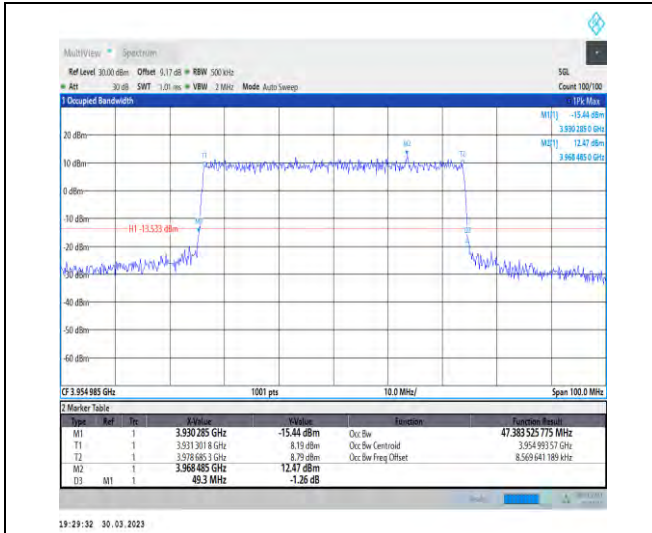 MultiView Spectrum
Ref Level 30.00 dBm Offset 9.17 dB RBW 500 kHz SGL
Att 30 dB SWT 1.01 ms VBW 2 MHz Mode Auto Sweep Count 100/100
1 Occupied Bandwidth 1Pk Max
M1[1] -15.44 dBm
3.930 285 0 GHz
20 dBm M2[1] 12.47 dBm
3.968 485 0 GHz
M2
T1 T2
10 dBm
0 dBm
-10 dBm
M1
H1 -13.533 dBm
D3
-30 dBm
-40 dBm
-50 dBm
-60 dBm
CF 3.954 985 GHz 1001 pts 10.0 MHz/ Span 100.0 MHz
2 Marker Table
Type Ref Trc X-Value Y-Value Function Function Result
M1 1 3.930 285 GHz -15.44 dBm Occ Bw 47.383 525 775 MHz
T1 1 3.931 301 8 GHz 8.19 dBm Occ Bw Centroid 3.954 993 57 GHz
T2 1 3.978 685 3 GHz 8.79 dBm Occ Bw Freq Offset 8.569 641 189 kHz
M2 1 3.968 485 GHz 12.47 dBm
D3 M1 1 49.3 MHz -1.26 dB
19:29:32 30.03.2023